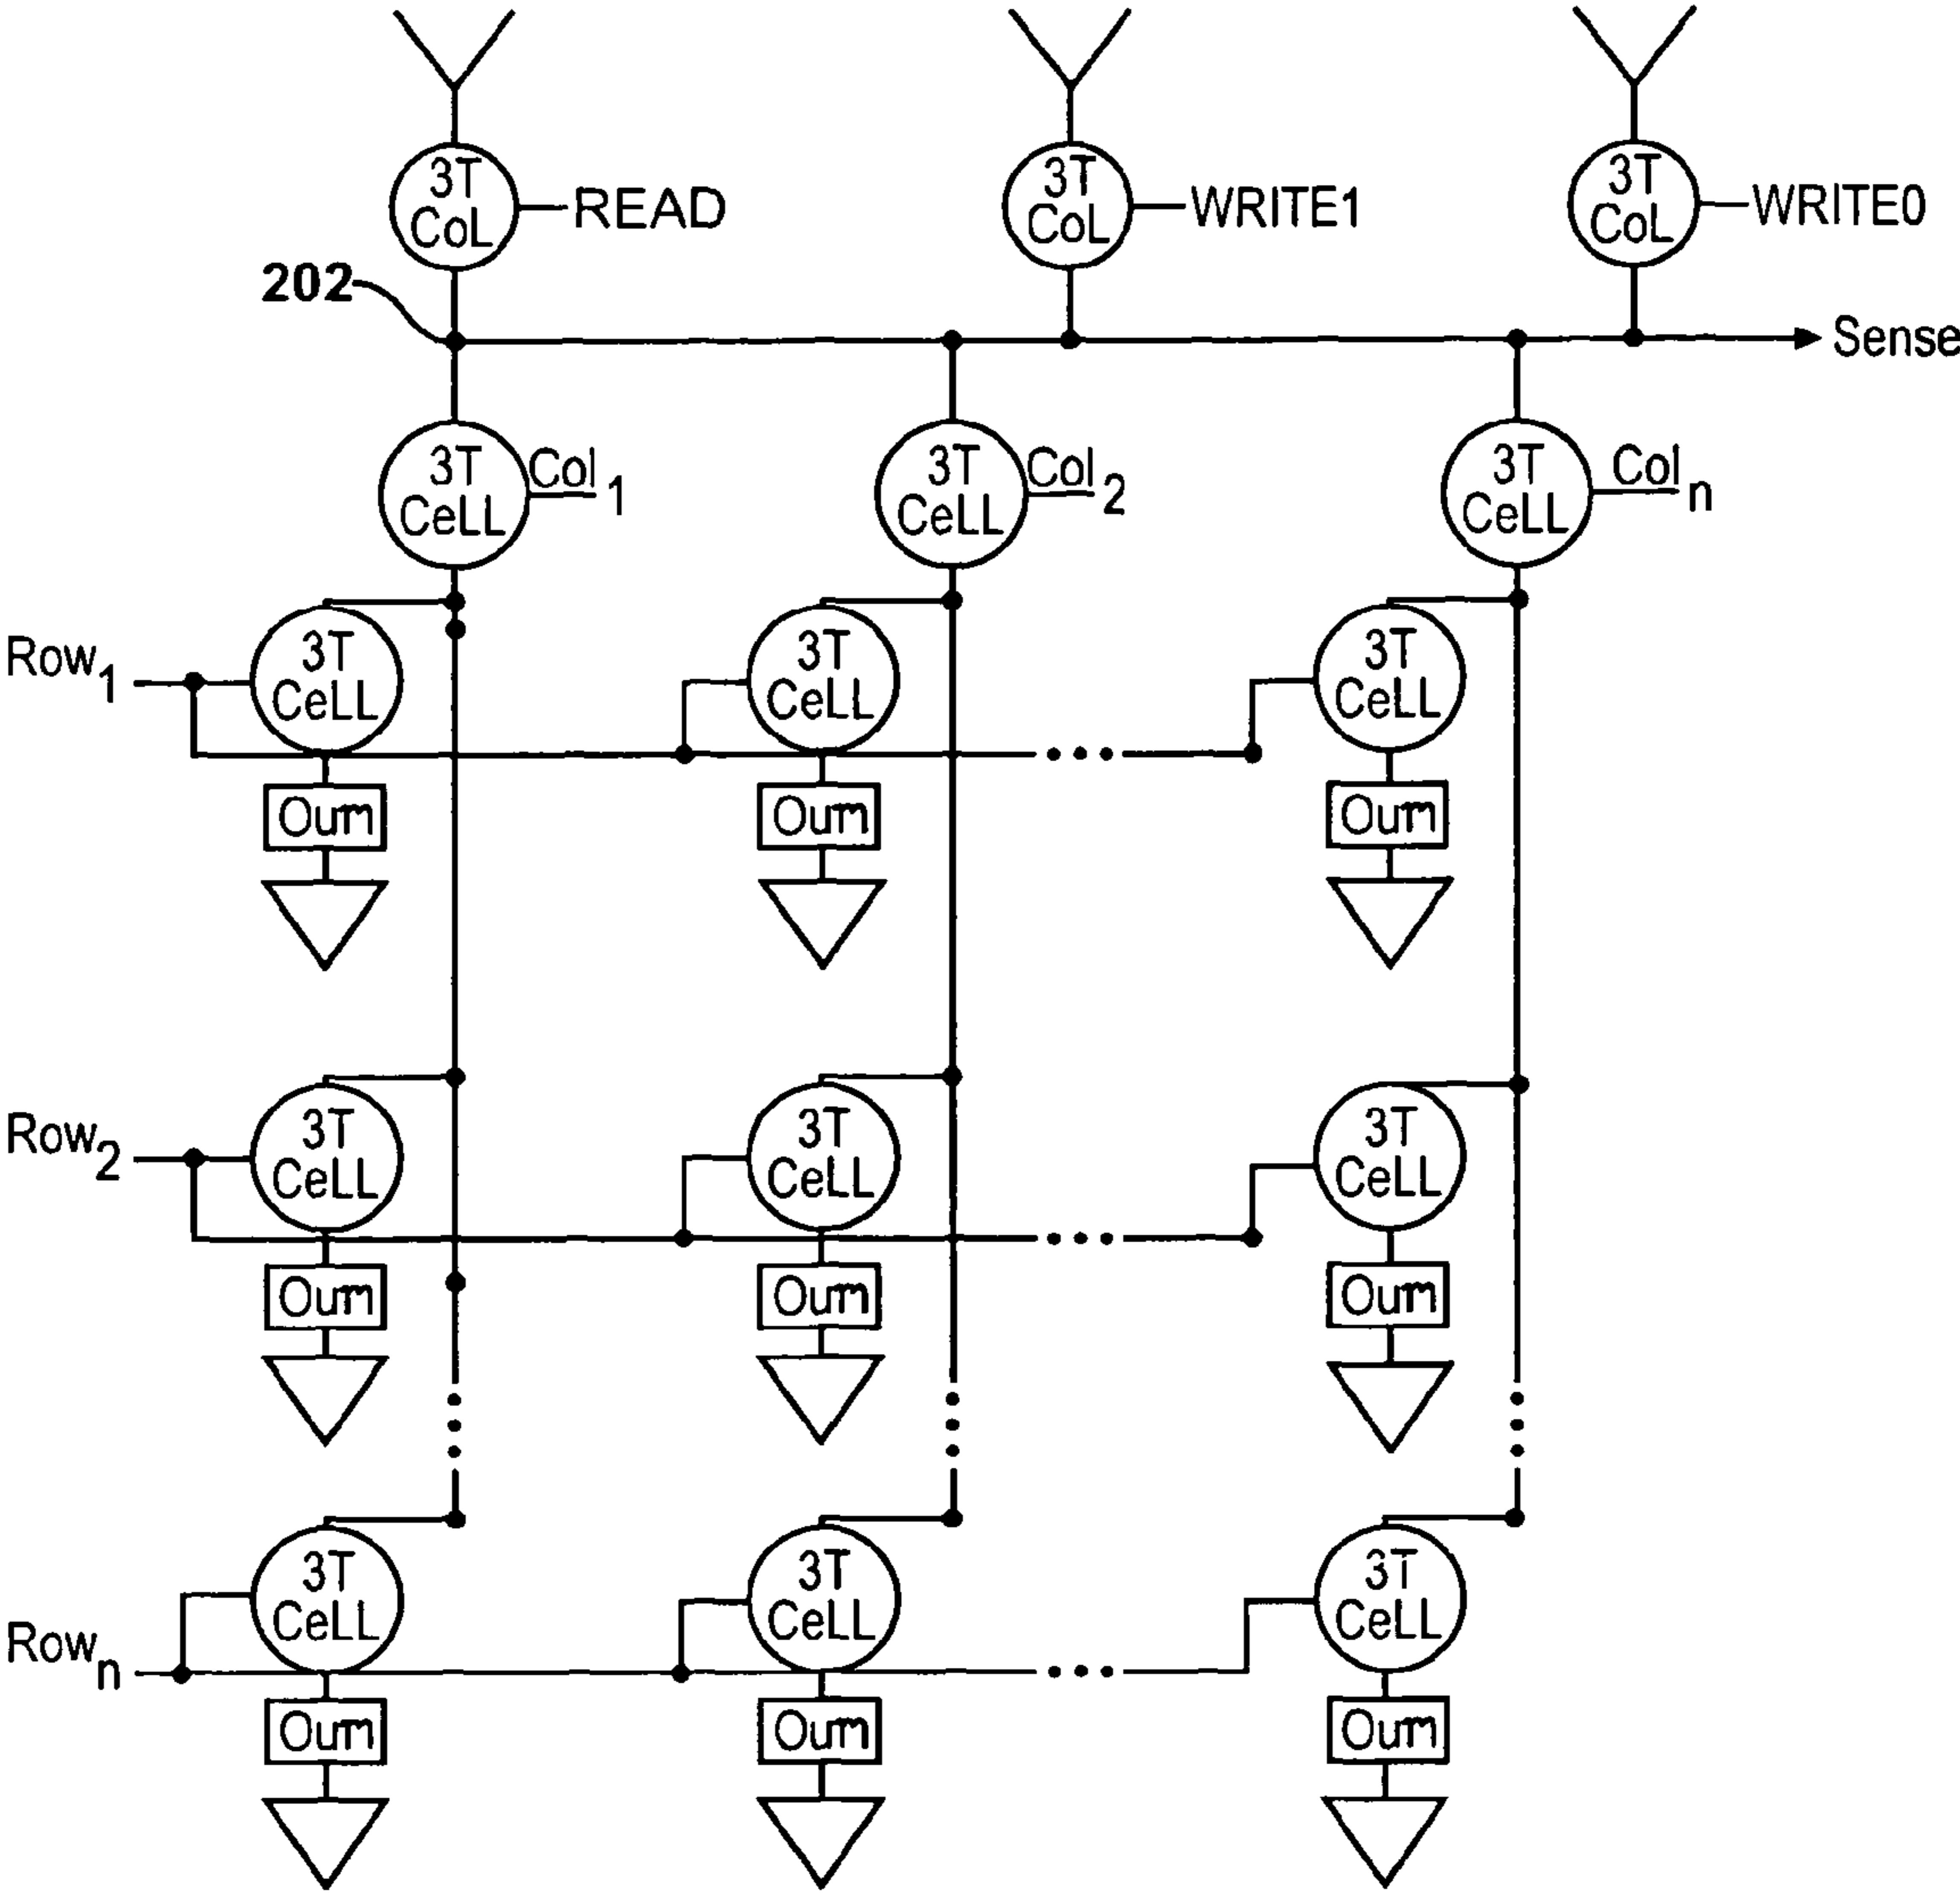 3T CoL READ 3T CoL WRITE1 3T CoL WRITE0
202
Sense
3T CeLL Col1 3T CeLL Col2 3T CeLL Coln
Row1 3T CeLL 3T CeLL 3T CeLL
Oum Oum Oum
Row2 3T CeLL 3T CeLL 3T CeLL
Oum Oum Oum
Rown 3T CeLL 3T CeLL 3T CeLL
Oum Oum Oum